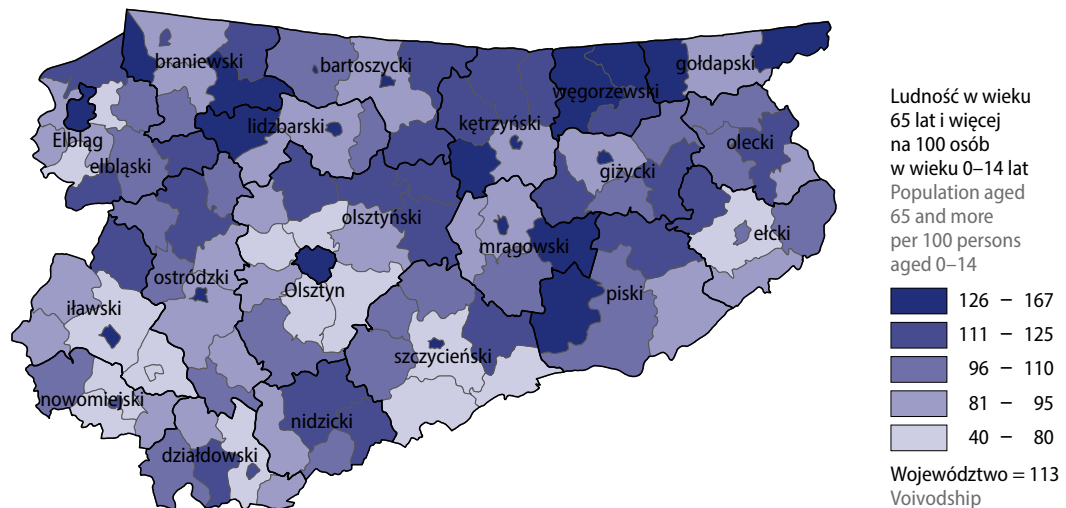 braniewski
bartoszycki
gołdapski
węgorzewski
lidzbarski
kętrzyński
Elbląg
elbląski
olecki
giżycki
olsztyński
mrągowski
ełcki
ostródzki
Olsztyn
piski
iławski
szczycieński
nowomiejski
nidzicki
działdowski
Ludność w wieku
65 lat i więcej
na 100 osób
w wieku 0–14 lat
Population aged
65 and more
per 100 persons
aged 0–14
126 – 167
111 – 125
96 – 110
81 – 95
40 – 80
Województwo = 113
Voivodship